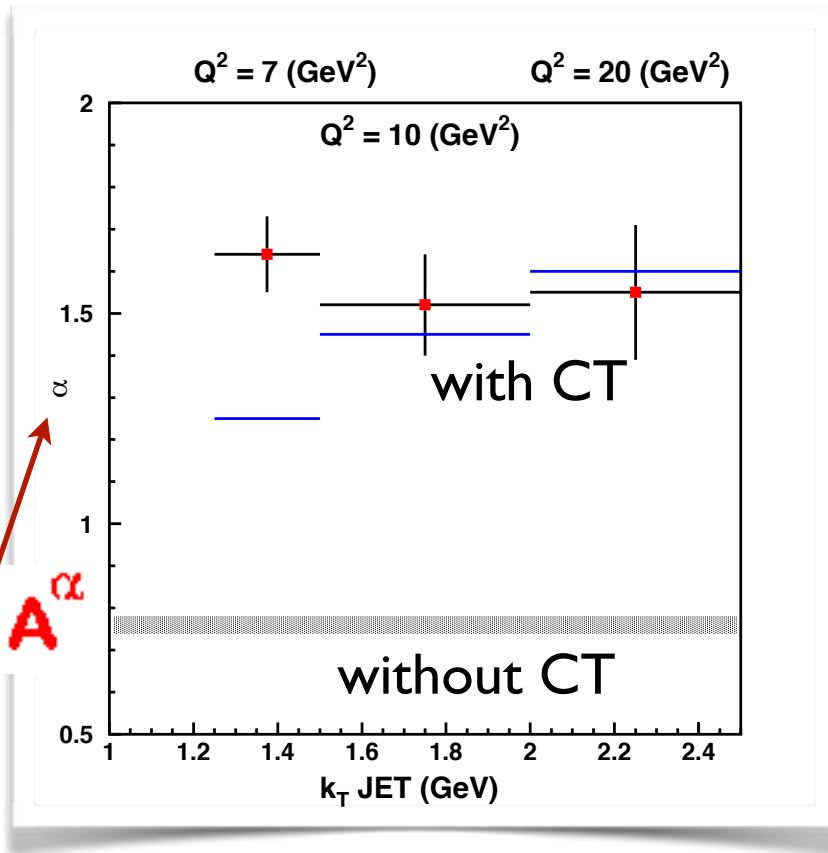 Q² = 7 (GeV²)
Q² = 20 (GeV²)
Q² = 10 (GeV²)
2
1.5
1
0.5
α
with CT
A^α
without CT
1 1.2 1.4 1.6 1.8 2 2.2 2.4
k_T JET (GeV)